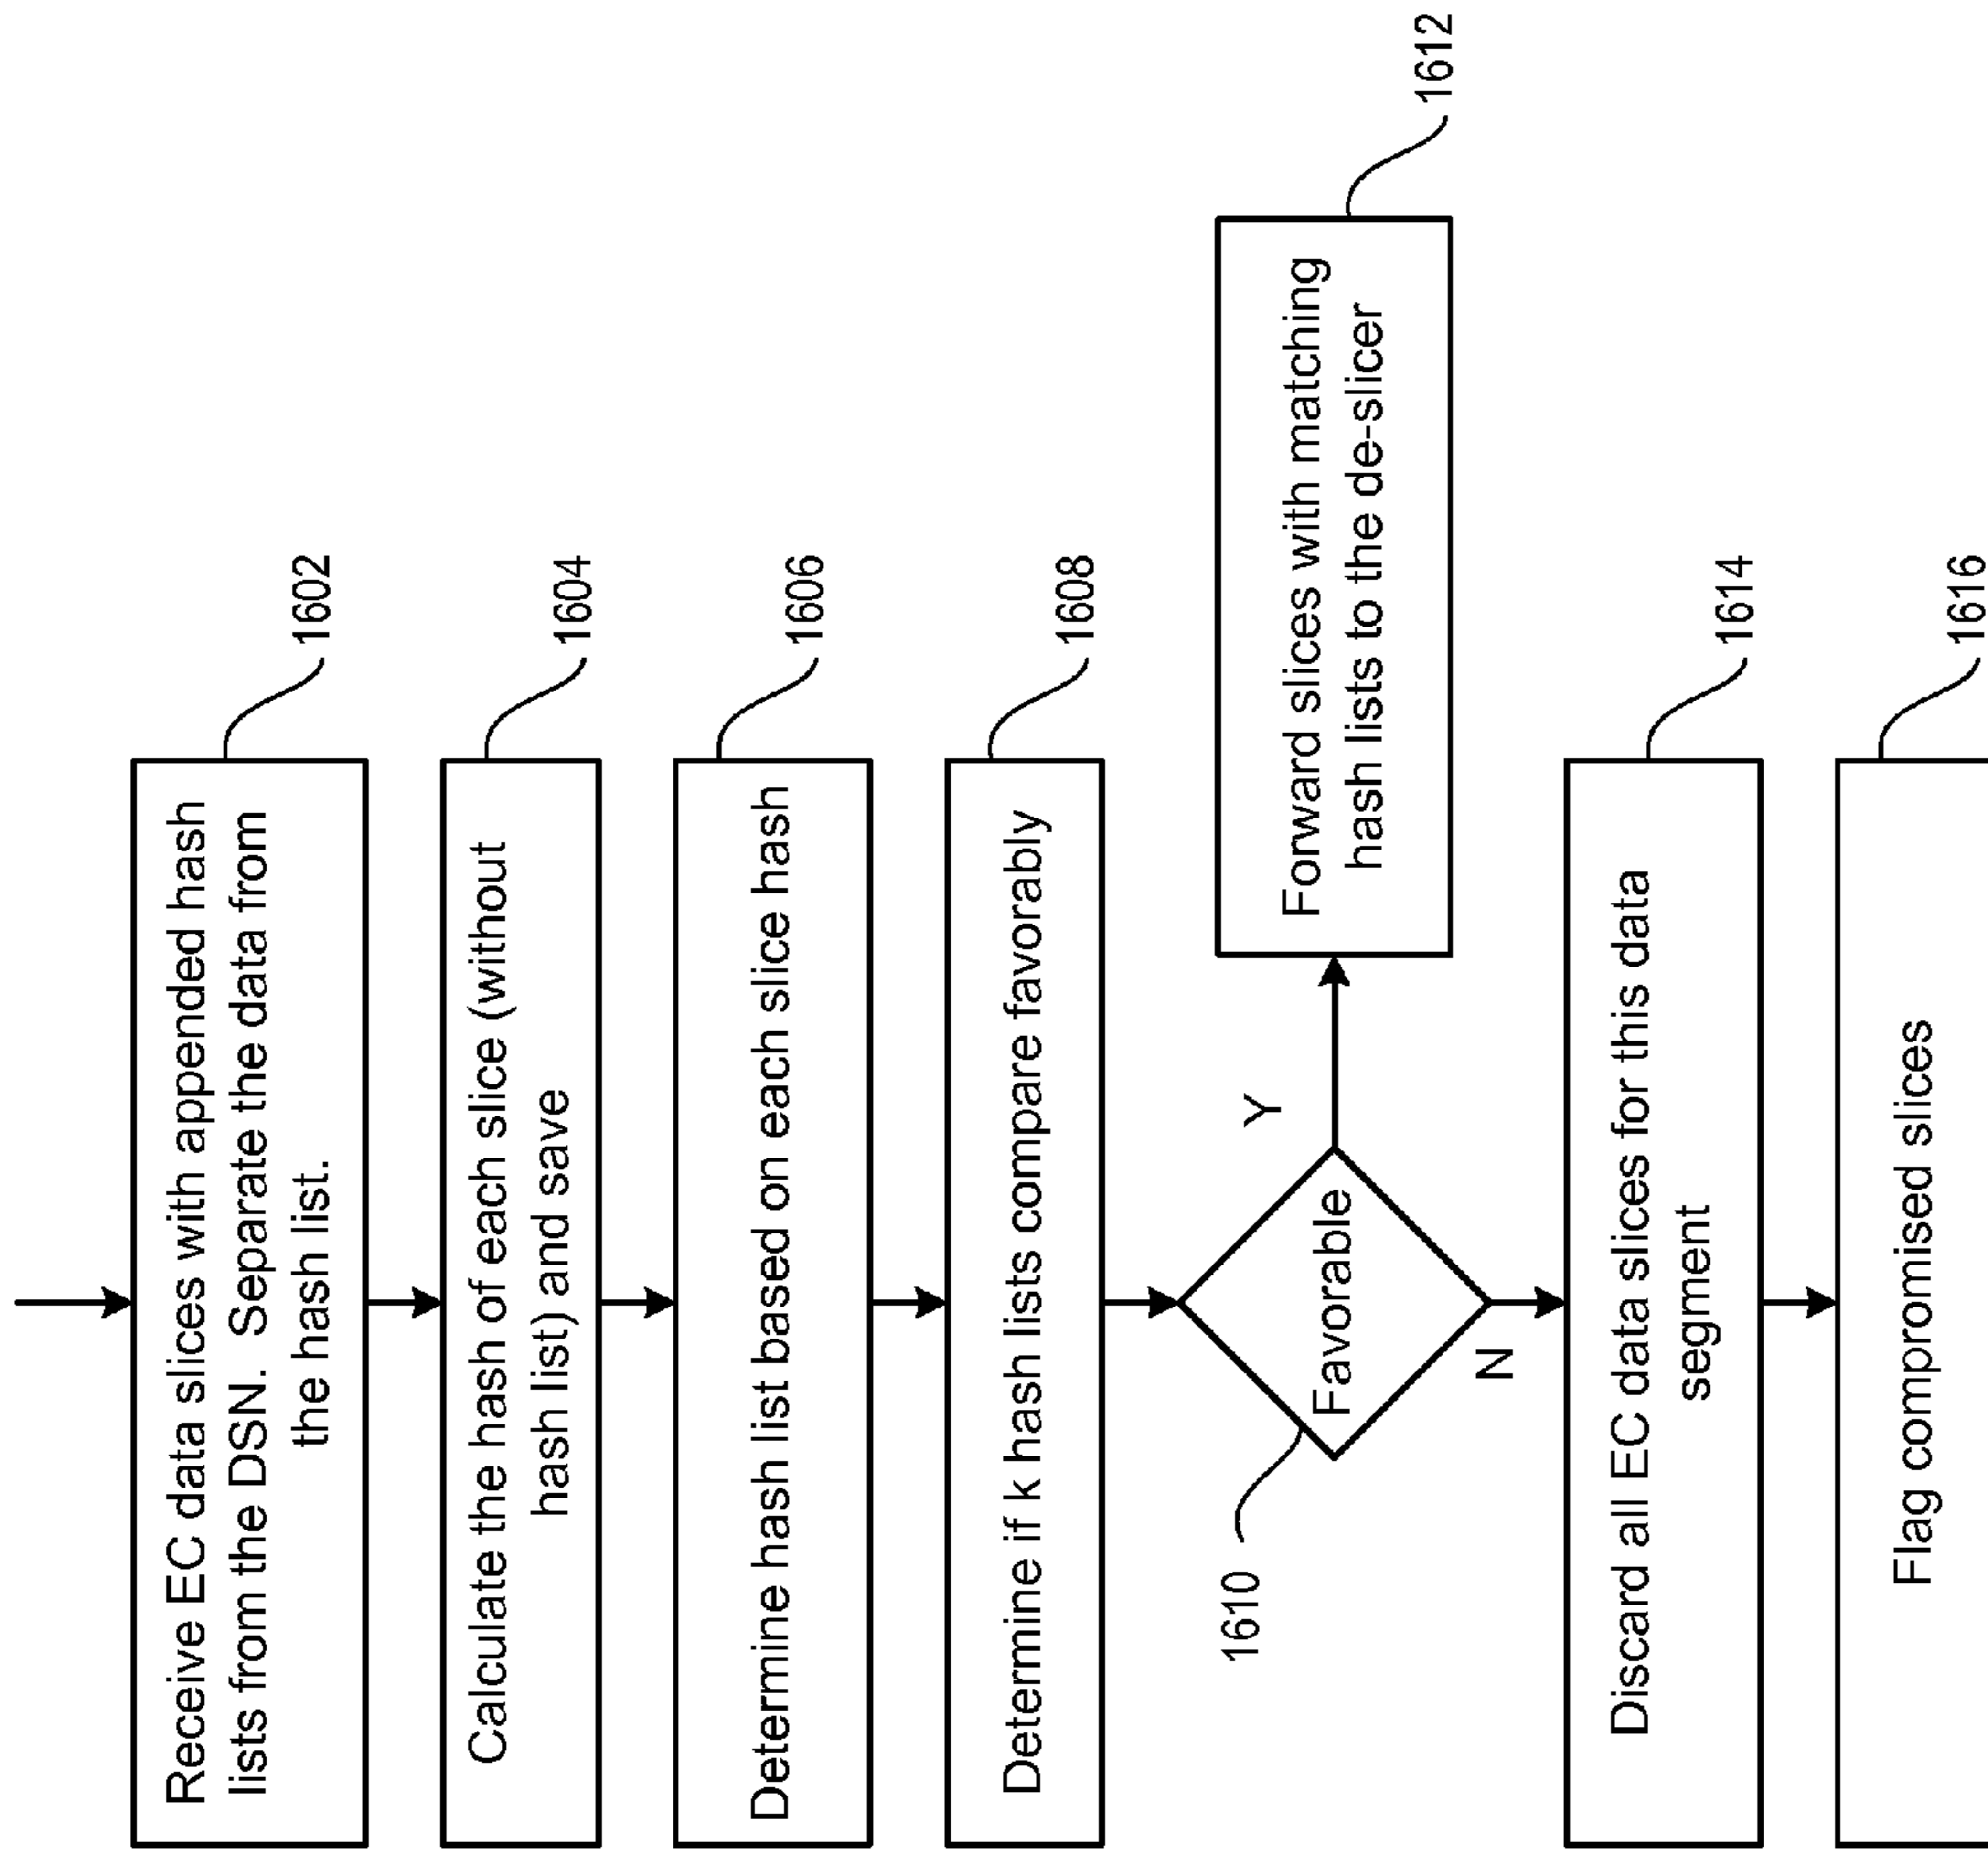 Receive EC data slices with appended hash
lists from the DSN.  Separate the data from
the hash list.
1602
Calculate the hash of each slice (without
hash list) and save
1604
Determine hash list based on each slice hash
1606
Determine if k hash lists compare favorably
1608
1610
Favorable
Y
Forward slices with matching
hash lists to the de-slicer
1612
N
Discard all EC data slices for this data
segment
1614
Flag compromised slices
1616